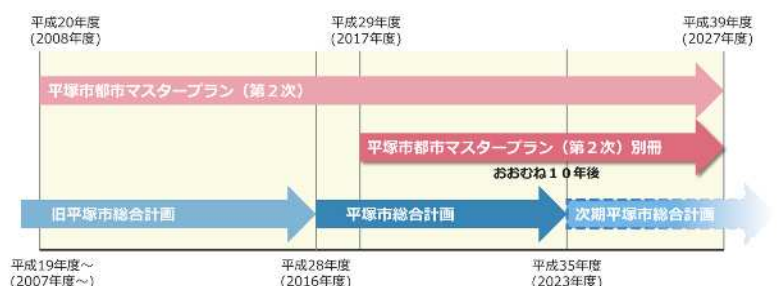 平成20年度
(2008年度)
平成29年度
(2017年度)
平成39年度
(2027年度)
平塚市都市マスタープラン（第２次）
平塚市都市マスタープラン（第２次）別冊
おおむね１０年後
旧平塚市総合計画
平塚市総合計画
次期平塚市総合計画
平成19年度～
(2007年度～)
平成28年度
(2016年度)
平成35年度
(2023年度)